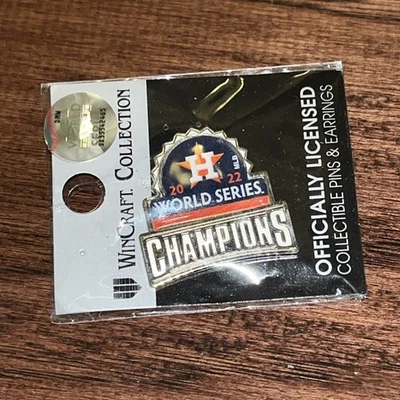 WINCRAFT COLLECTION
H
MLB
20 22
WORLD SERIES
CHAMPIONS
OFFICIALLY LICENSED
COLLECTIBLE PINS & EARRINGS